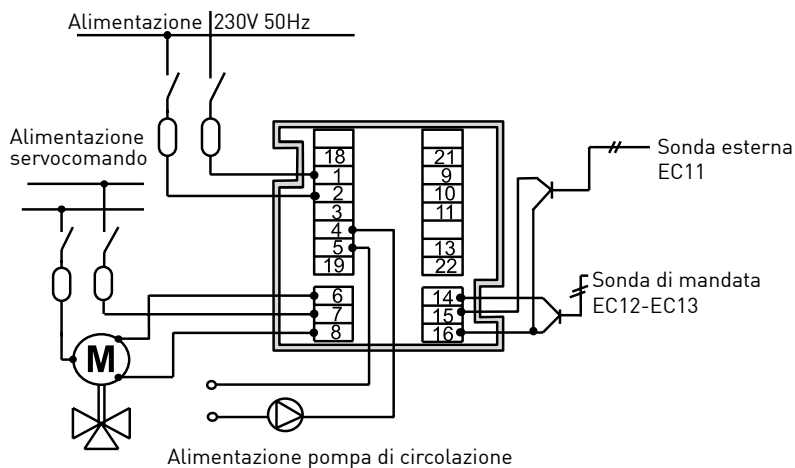 Alimentazione 230V 50Hz
Alimentazione
servocomando
Sonda esterna
EC11
18
1
2
3
4
5
19
6
7
8
21
9
10
11
13
22
14
15
16
Sonda di mandata
EC12-EC13
M
Alimentazione pompa di circolazione